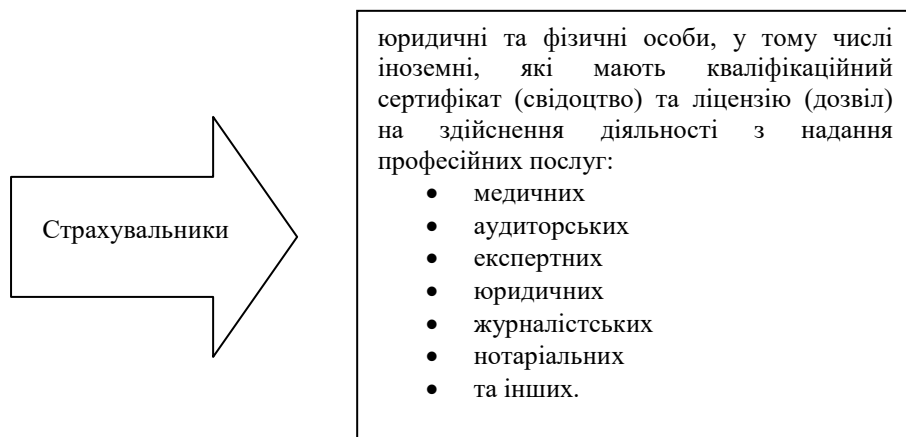 Страхувальники
юридичні та фізичні особи, у тому числі
іноземні, які мають кваліфікаційний
сертифікат (свідоцтво) та ліцензію (дозвіл)
на здійснення діяльності з надання
професійних послуг:
• медичних
• аудиторських
• експертних
• юридичних
• журналістських
• нотаріальних
• та інших.